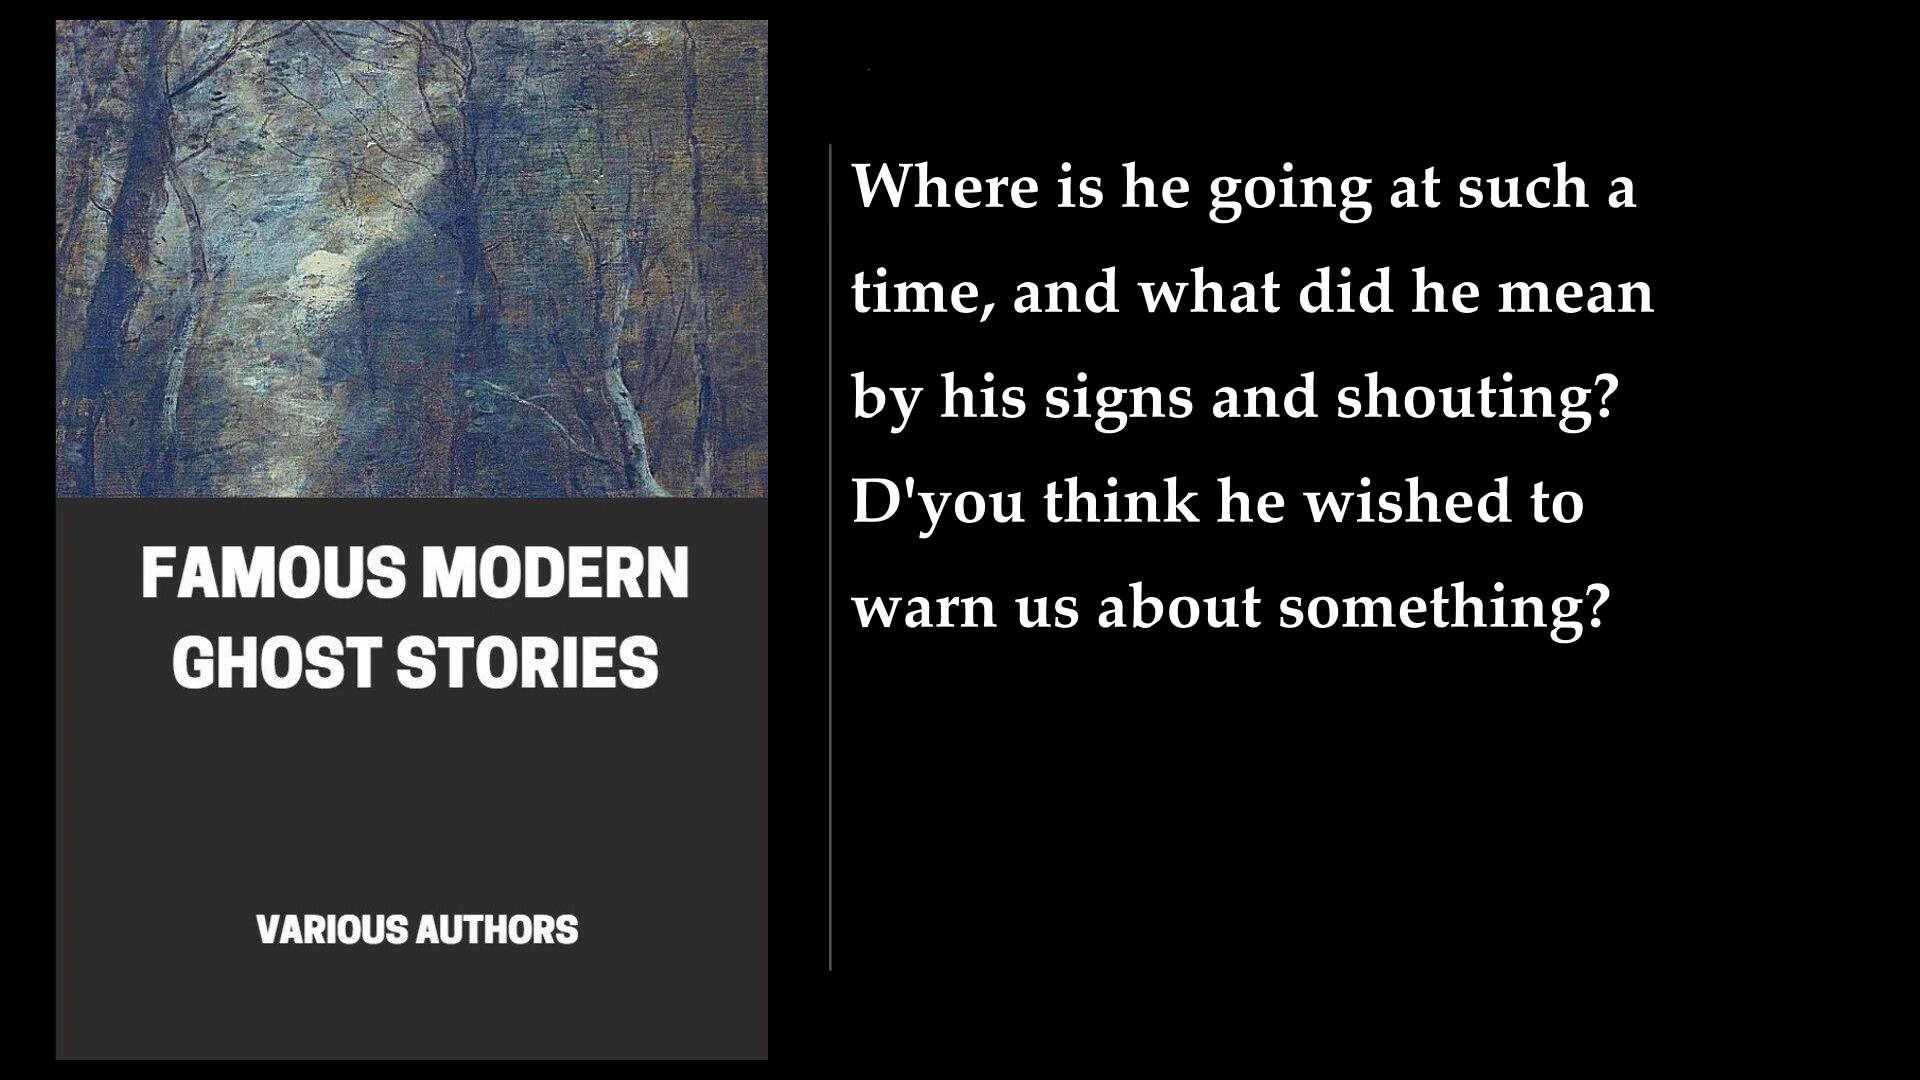 FAMOUS MODERN
GHOST STORIES
VARIOUS AUTHORS
Where is he going at such a
time, and what did he mean
by his signs and shouting?
D'you think he wished to
warn us about something?